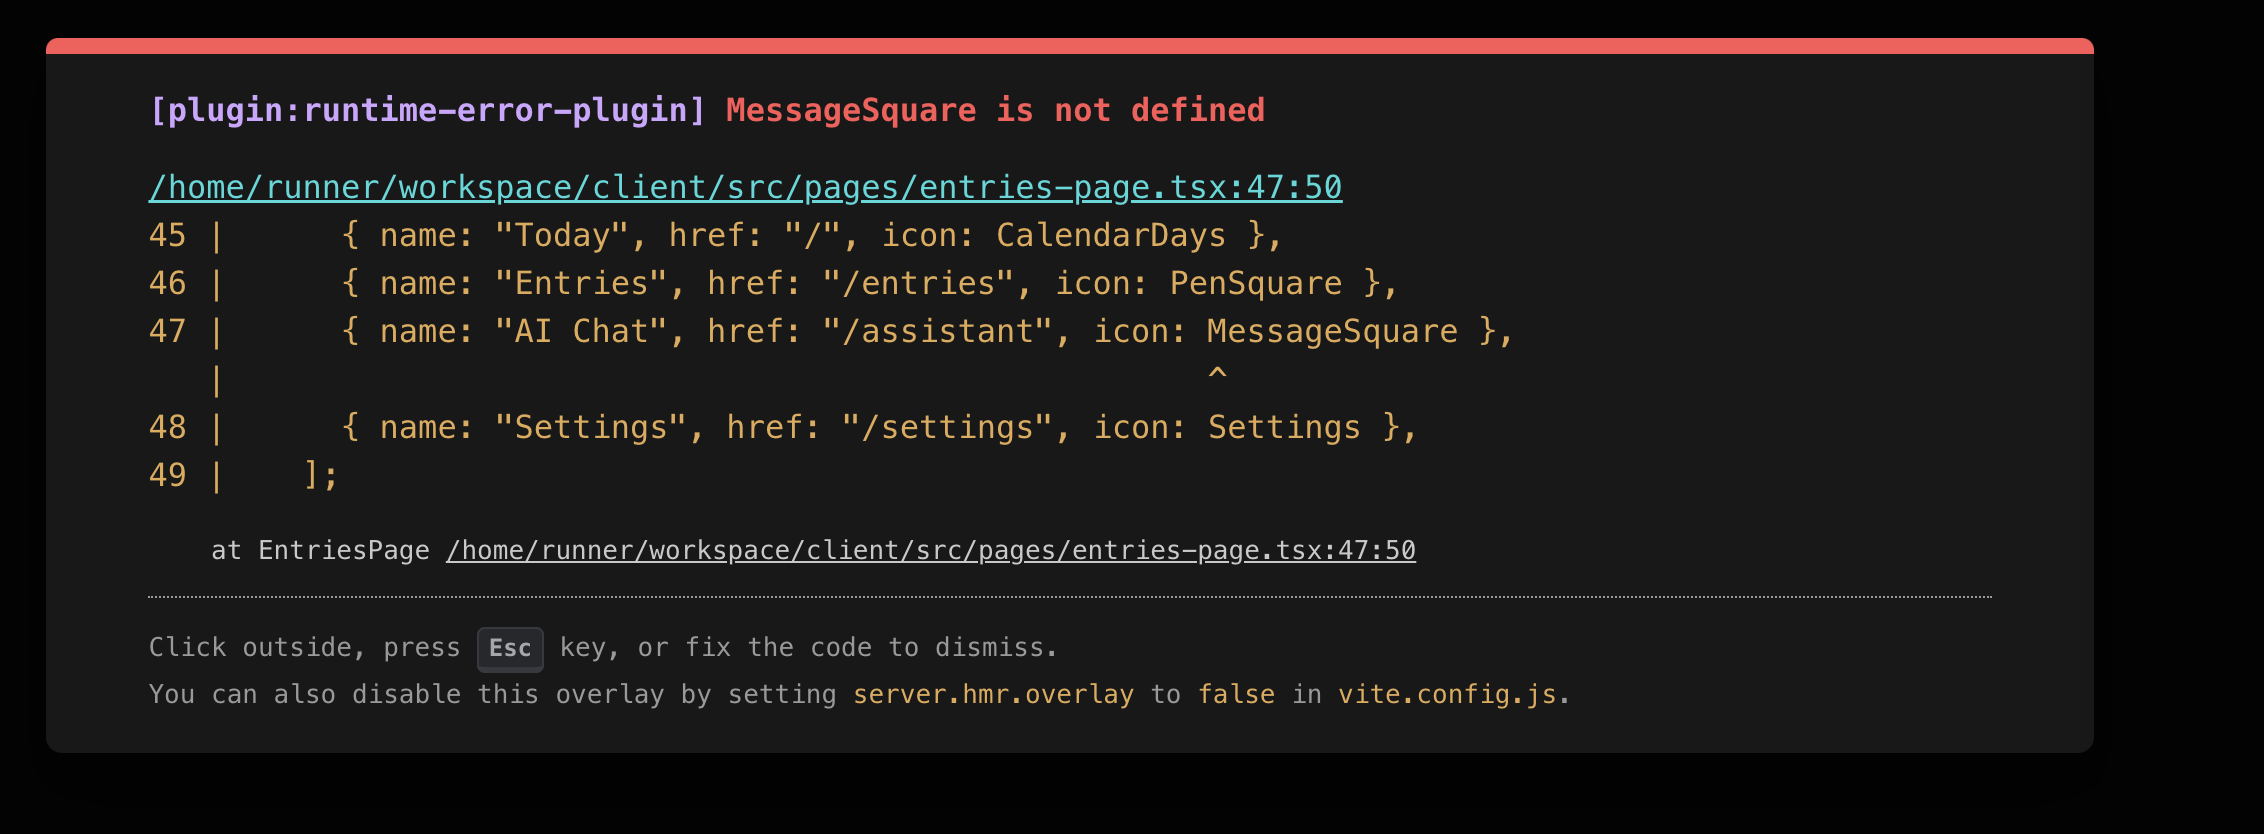 [plugin:runtime-error-plugin] MessageSquare is not defined
/home/runner/workspace/client/src/pages/entries-page.tsx:47:50
45 |      { name: "Today", href: "/", icon: CalendarDays },
46 |      { name: "Entries", href: "/entries", icon: PenSquare },
47 |      { name: "AI Chat", href: "/assistant", icon: MessageSquare },
   |                                                   ^
48 |      { name: "Settings", href: "/settings", icon: Settings },
49 |    ];
    at EntriesPage /home/runner/workspace/client/src/pages/entries-page.tsx:47:50
Click outside, press Esc key, or fix the code to dismiss.
You can also disable this overlay by setting server.hmr.overlay to false in vite.config.js.